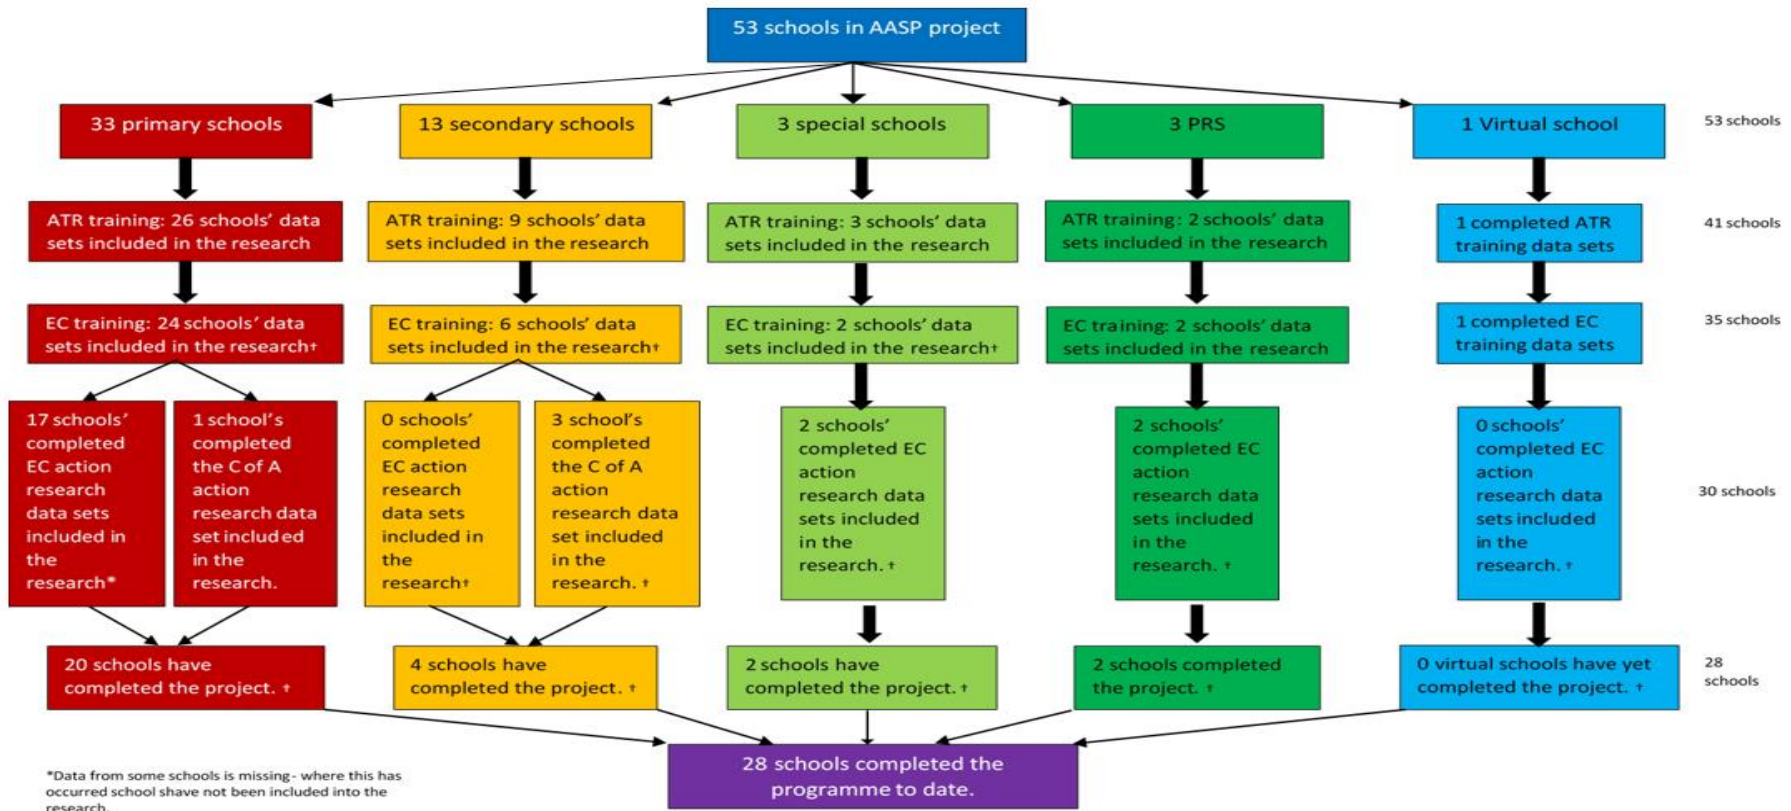 53 schools in AASP project
33 primary schools
13 secondary schools
3 special schools
3 PRS
1 Virtual school
53 schools
ATR training: 26 schools’ data
sets included in the research
ATR training: 9 schools’ data
sets included in the research
ATR training: 3 schools’ data
sets included in the research
ATR training: 2 schools’ data
sets included in the research
1 completed ATR
training data sets
41 schools
EC training: 24 schools’ data
sets included in the research†
EC training: 6 schools’ data
sets included in the research†
EC training: 2 schools’ data
sets included in the research†
EC training: 2 schools’ data
sets included in the research
1 completed EC
training data sets
35 schools
17 schools’
completed
EC action
research
data sets
included in
the
research*
1 school’s
completed
the C of A
action
research data
set included
in the
research.
0 schools’
completed
EC action
research
data sets
included in
the
research†
3 school’s
completed
the C of A
action
research data
set included
in the
research. †
2 schools’
completed EC
action
research data
sets included
in the
research. †
2 schools’
completed EC
action
research data
sets included
in the
research. †
0 schools’
completed EC
action
research data
sets included
in the
research. †
30 schools
20 schools have
completed the project. †
4 schools have
completed the project. †
2 schools have
completed the project. †
2 schools completed
the project. †
0 virtual schools have yet
completed the project. †
28
schools
28 schools completed the
programme to date.
*Data from some schools is missing- where this has
occurred school shave not been included into the
research.